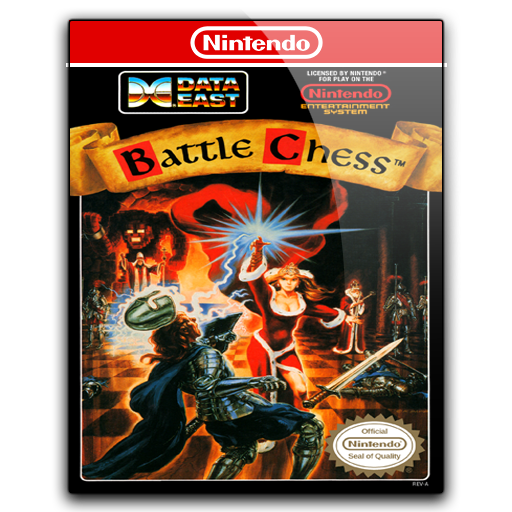 Nintendo
DATA
EAST
LICENSED BY NINTENDO®
FOR PLAY ON THE
Nintendo
ENTERTAINMENT
SYSTEM
Battle Chess™
Official
Nintendo
Seal of Quality
REV-A